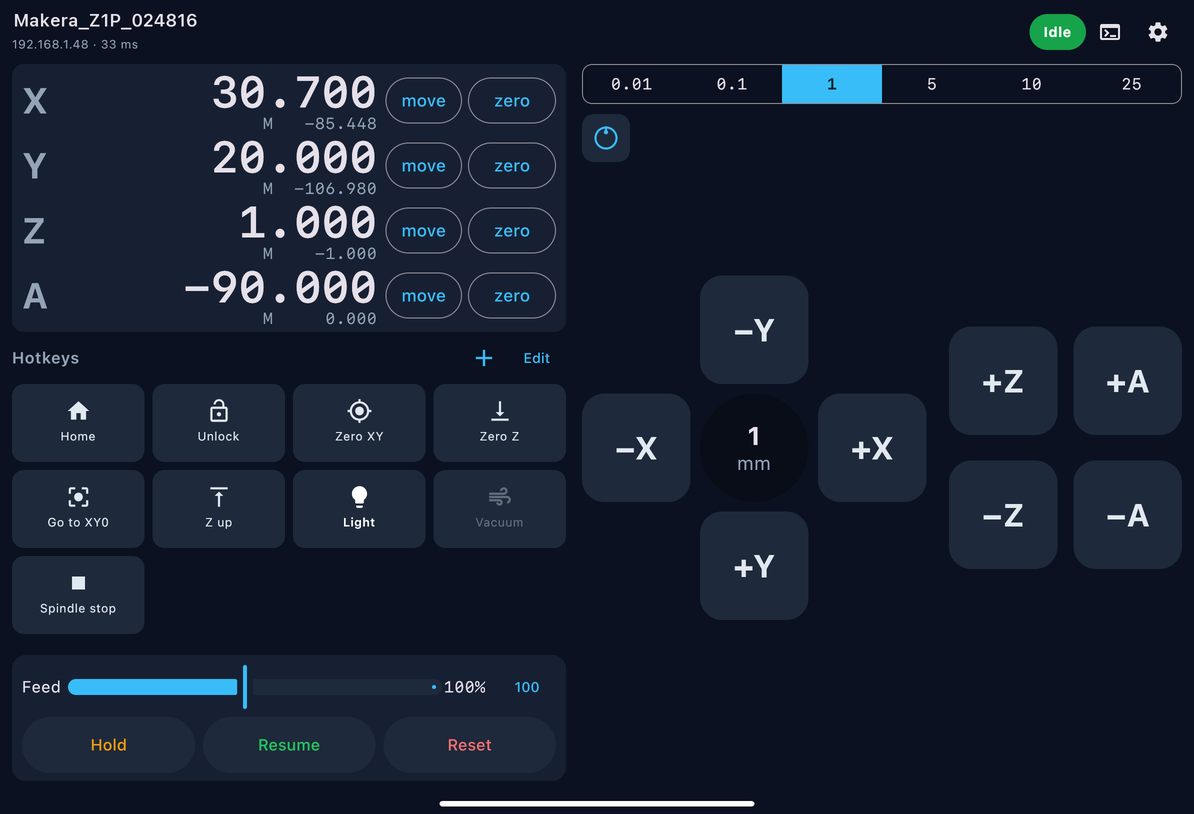 Makera_Z1P_024816
192.168.1.48 · 33 ms
Idle
X 30.700 move zero
M -85.448
Y 20.000 move zero
M -106.980
Z 1.000 move zero
M -1.000
A -90.000 move zero
M 0.000
0.01 0.1 1 5 10 25
Hotkeys + Edit
Home Unlock Zero XY Zero Z
Go to XY0 Z up Light Vacuum
Spindle stop
Feed 100% 100
Hold Resume Reset
-Y
+Z +A
-X 1 +X
mm
-Z -A
+Y